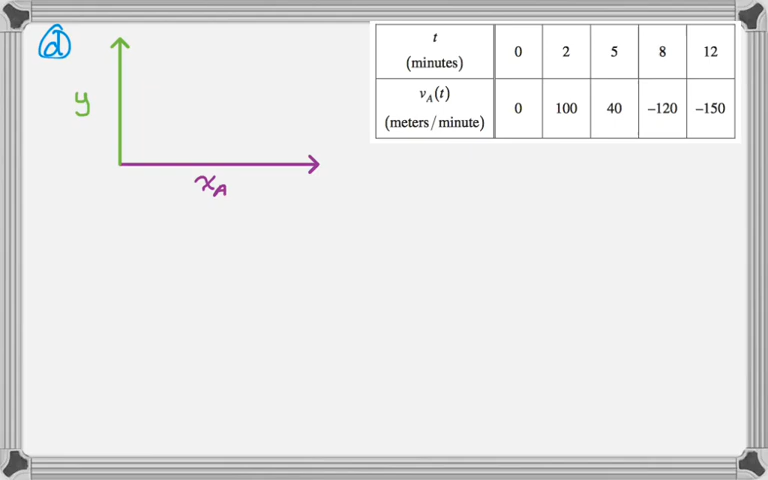 d
y
x_A
t (minutes) 0 2 5 8 12
v_A(t) (meters/minute) 0 100 40 –120 –150